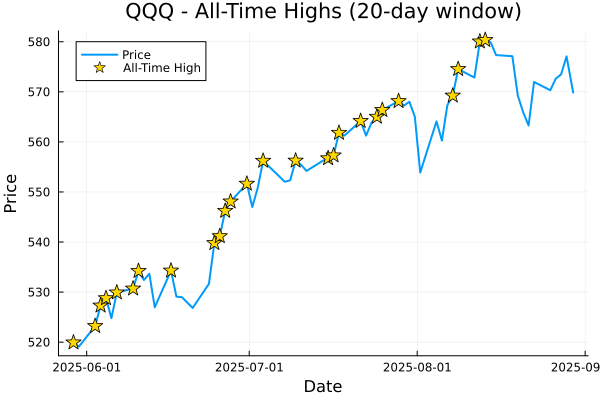 QQQ - All-Time Highs (20-day window)
Price
All-Time High
580
570
560
550
540
530
520
Price
2025-06-01
2025-07-01
2025-08-01
2025-09
Date